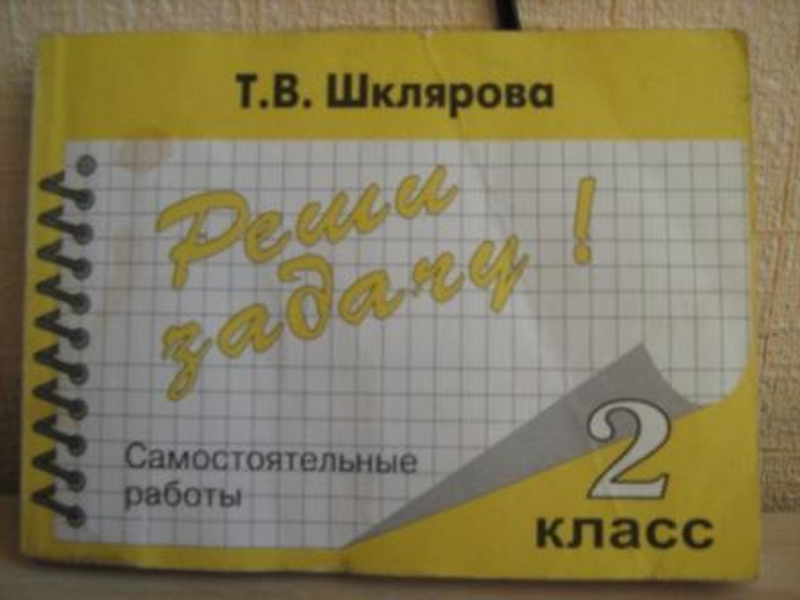 Т.В. Шклярова
Реши
задачу !
Самостоятельные
работы
2
класс